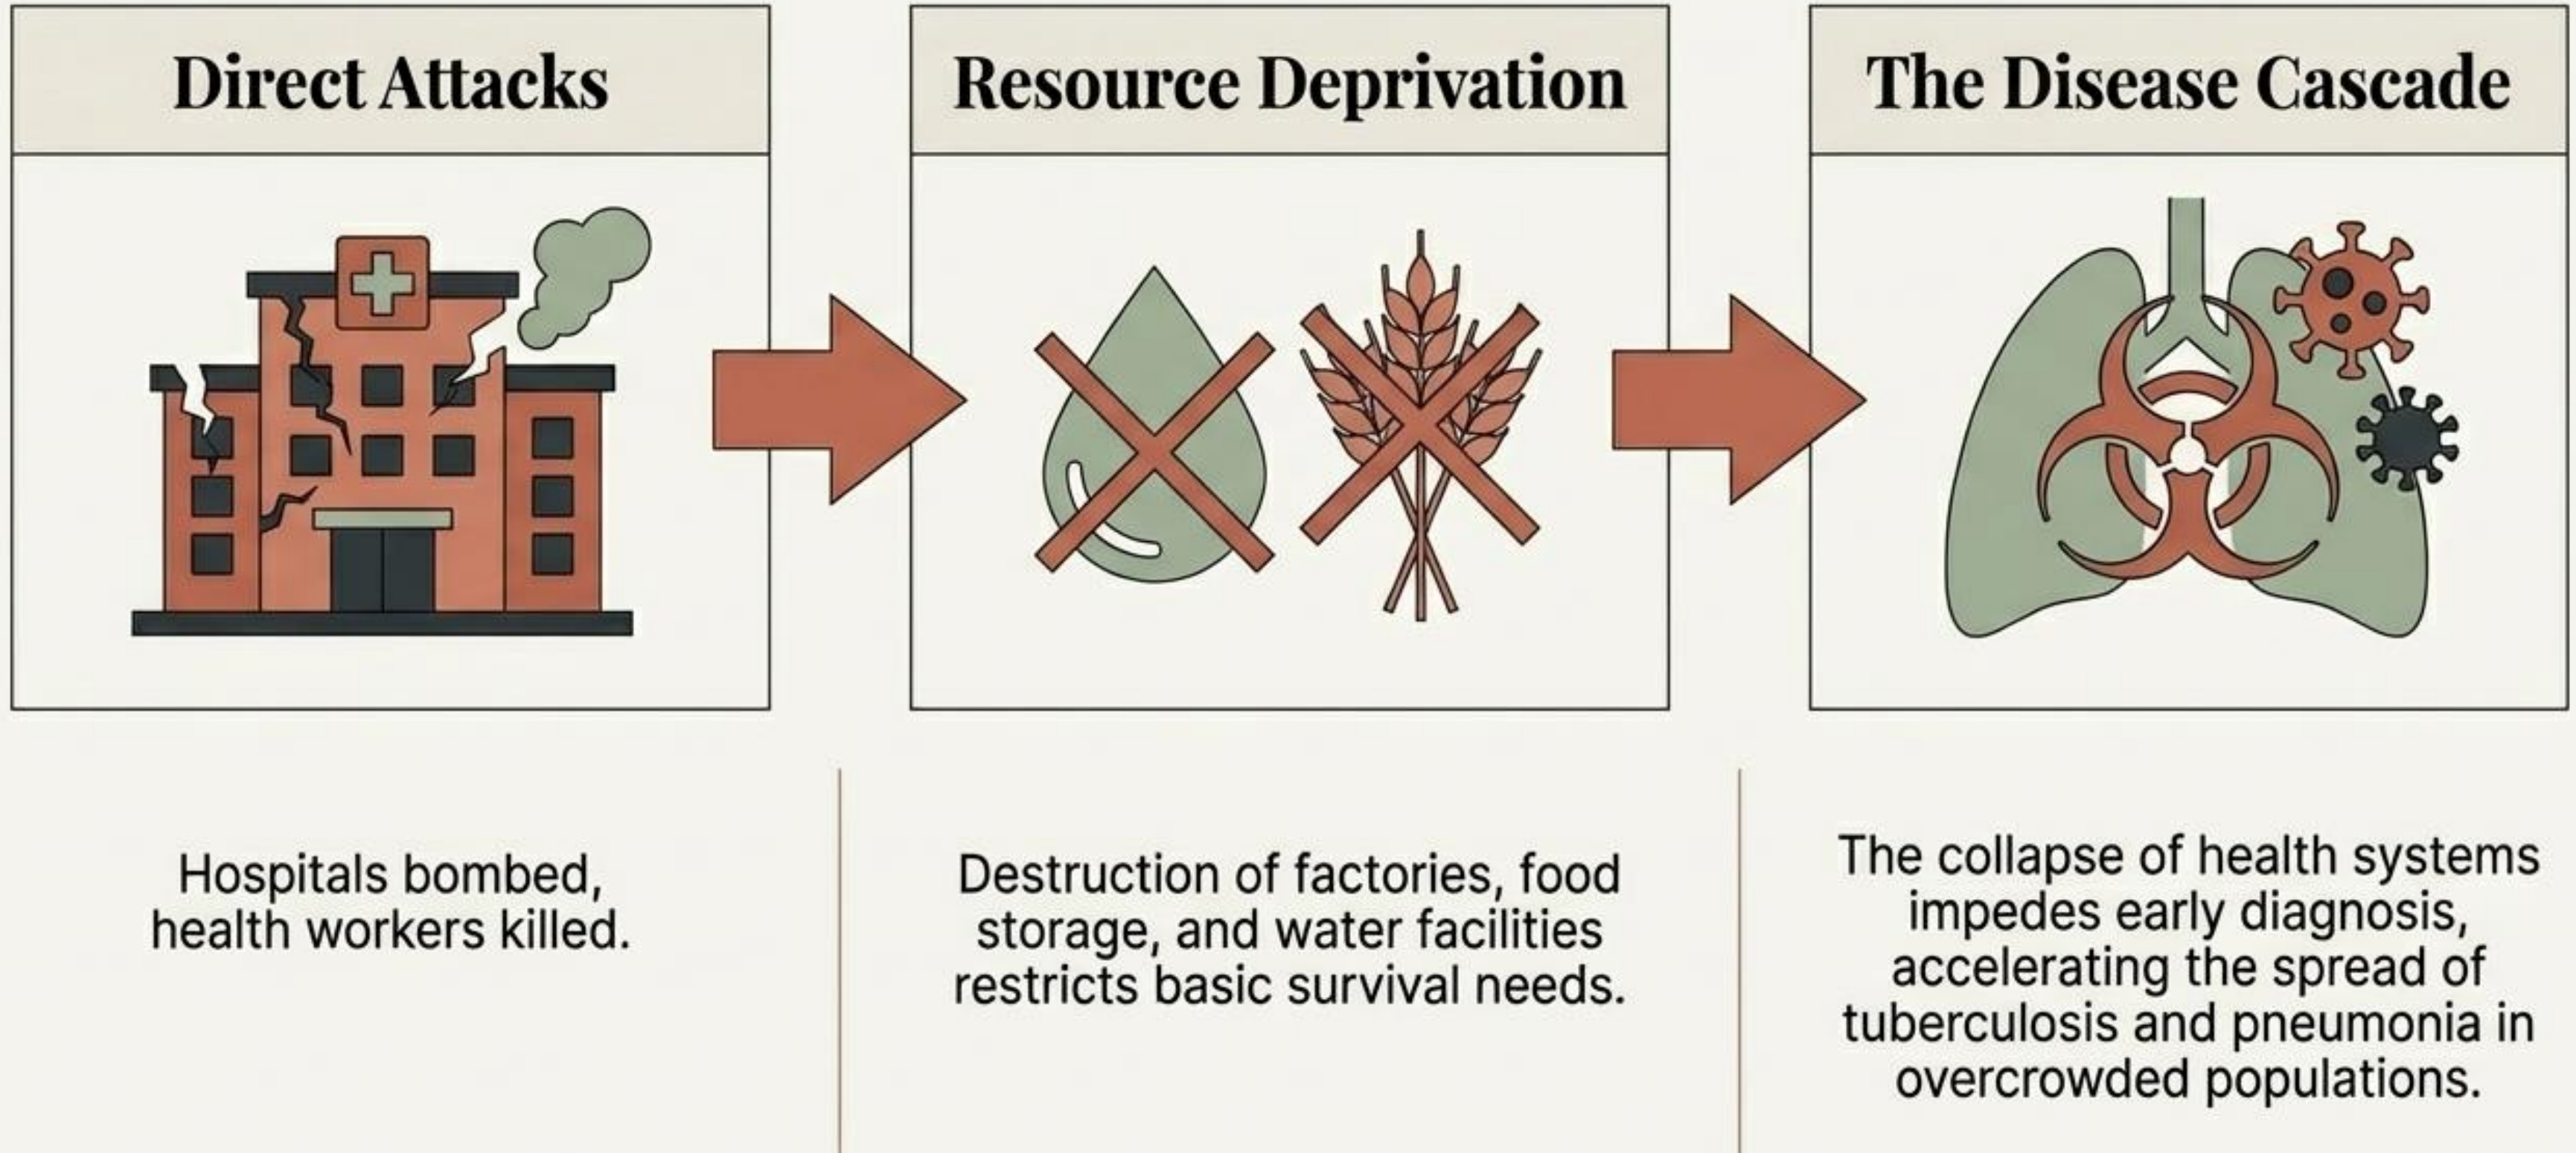 Direct Attacks
Resource Deprivation
The Disease Cascade
Hospitals bombed,
health workers killed.
Destruction of factories, food
storage, and water facilities
restricts basic survival needs.
The collapse of health systems
impedes early diagnosis,
accelerating the spread of
tuberculosis and pneumonia in
overcrowded populations.